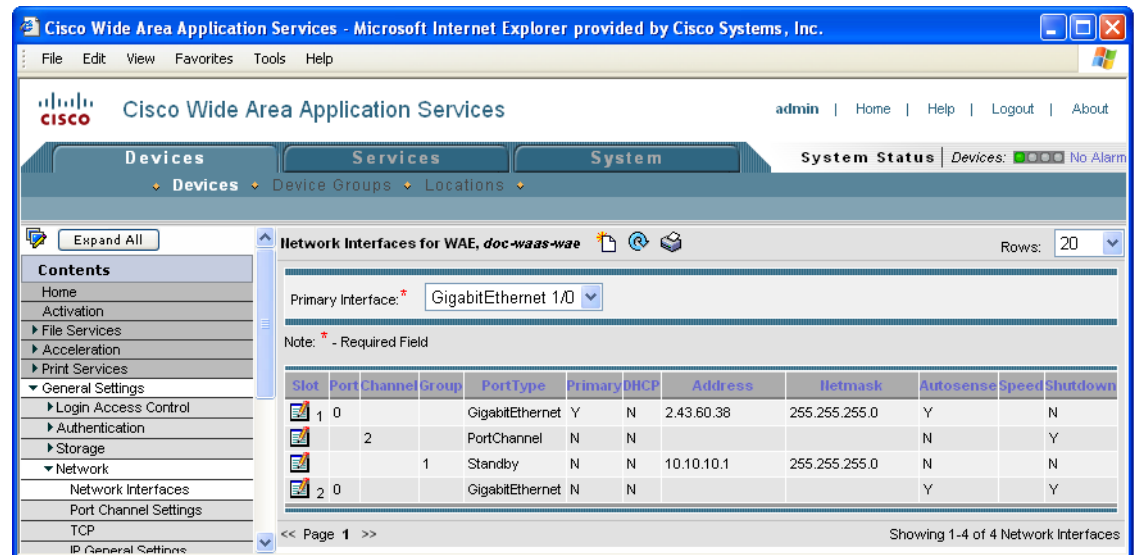 Cisco Wide Area Application Services - Microsoft Internet Explorer provided by Cisco Systems, Inc.
File Edit View Favorites Tools Help
CISCO Cisco Wide Area Application Services admin | Home | Help | Logout | About
Devices Services System System Status | Devices: No Alarm
Devices Device Groups Locations
Expand All Network Interfaces for WAE, doc-waas-wae Rows: 20
Contents
Home
Activation
File Services
Acceleration
Print Services
General Settings
Login Access Control
Authentication
Storage
Network
Network Interfaces
Port Channel Settings
TCP
IP General Settings
Primary Interface:* GigabitEthernet 1/0
Note: * - Required Field
Slot Port Channel Group PortType Primary DHCP Address Netmask Autosense Speed Shutdown
1 0 GigabitEthernet Y N 2.43.60.38 255.255.255.0 Y N
2 PortChannel N N N Y
1 Standby N N 10.10.10.1 255.255.255.0 N N
2 0 GigabitEthernet N N Y Y
<< Page 1 >> Showing 1-4 of 4 Network Interfaces